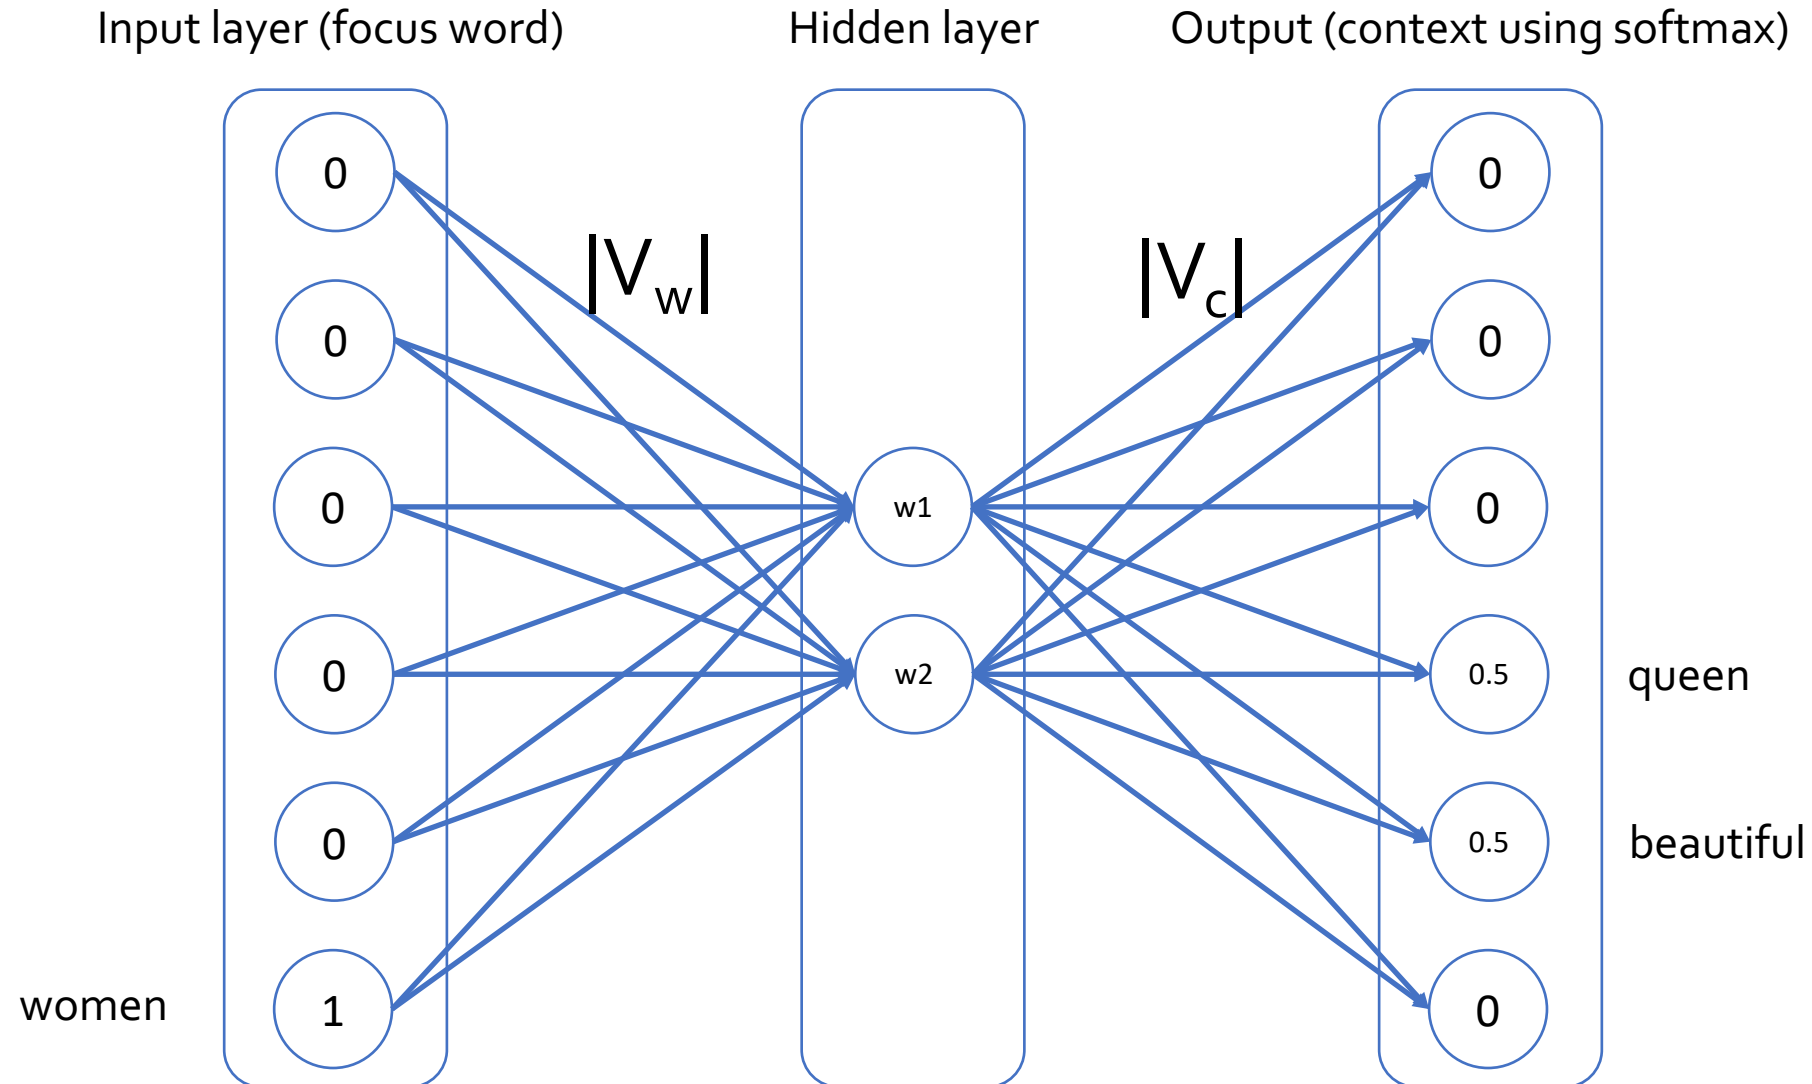 Input layer (focus word) Hidden layer Output (context using softmax)
0 0
|Vw| |Vc|
0 0
0 w1 0
0 w2 0.5 queen
0 0.5 beautiful
women 1 0